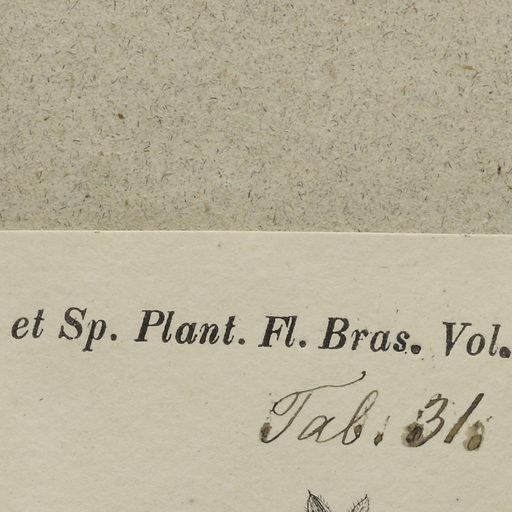 et Sp. Plant. Fl. Bras. Vol.
Tab. 31.